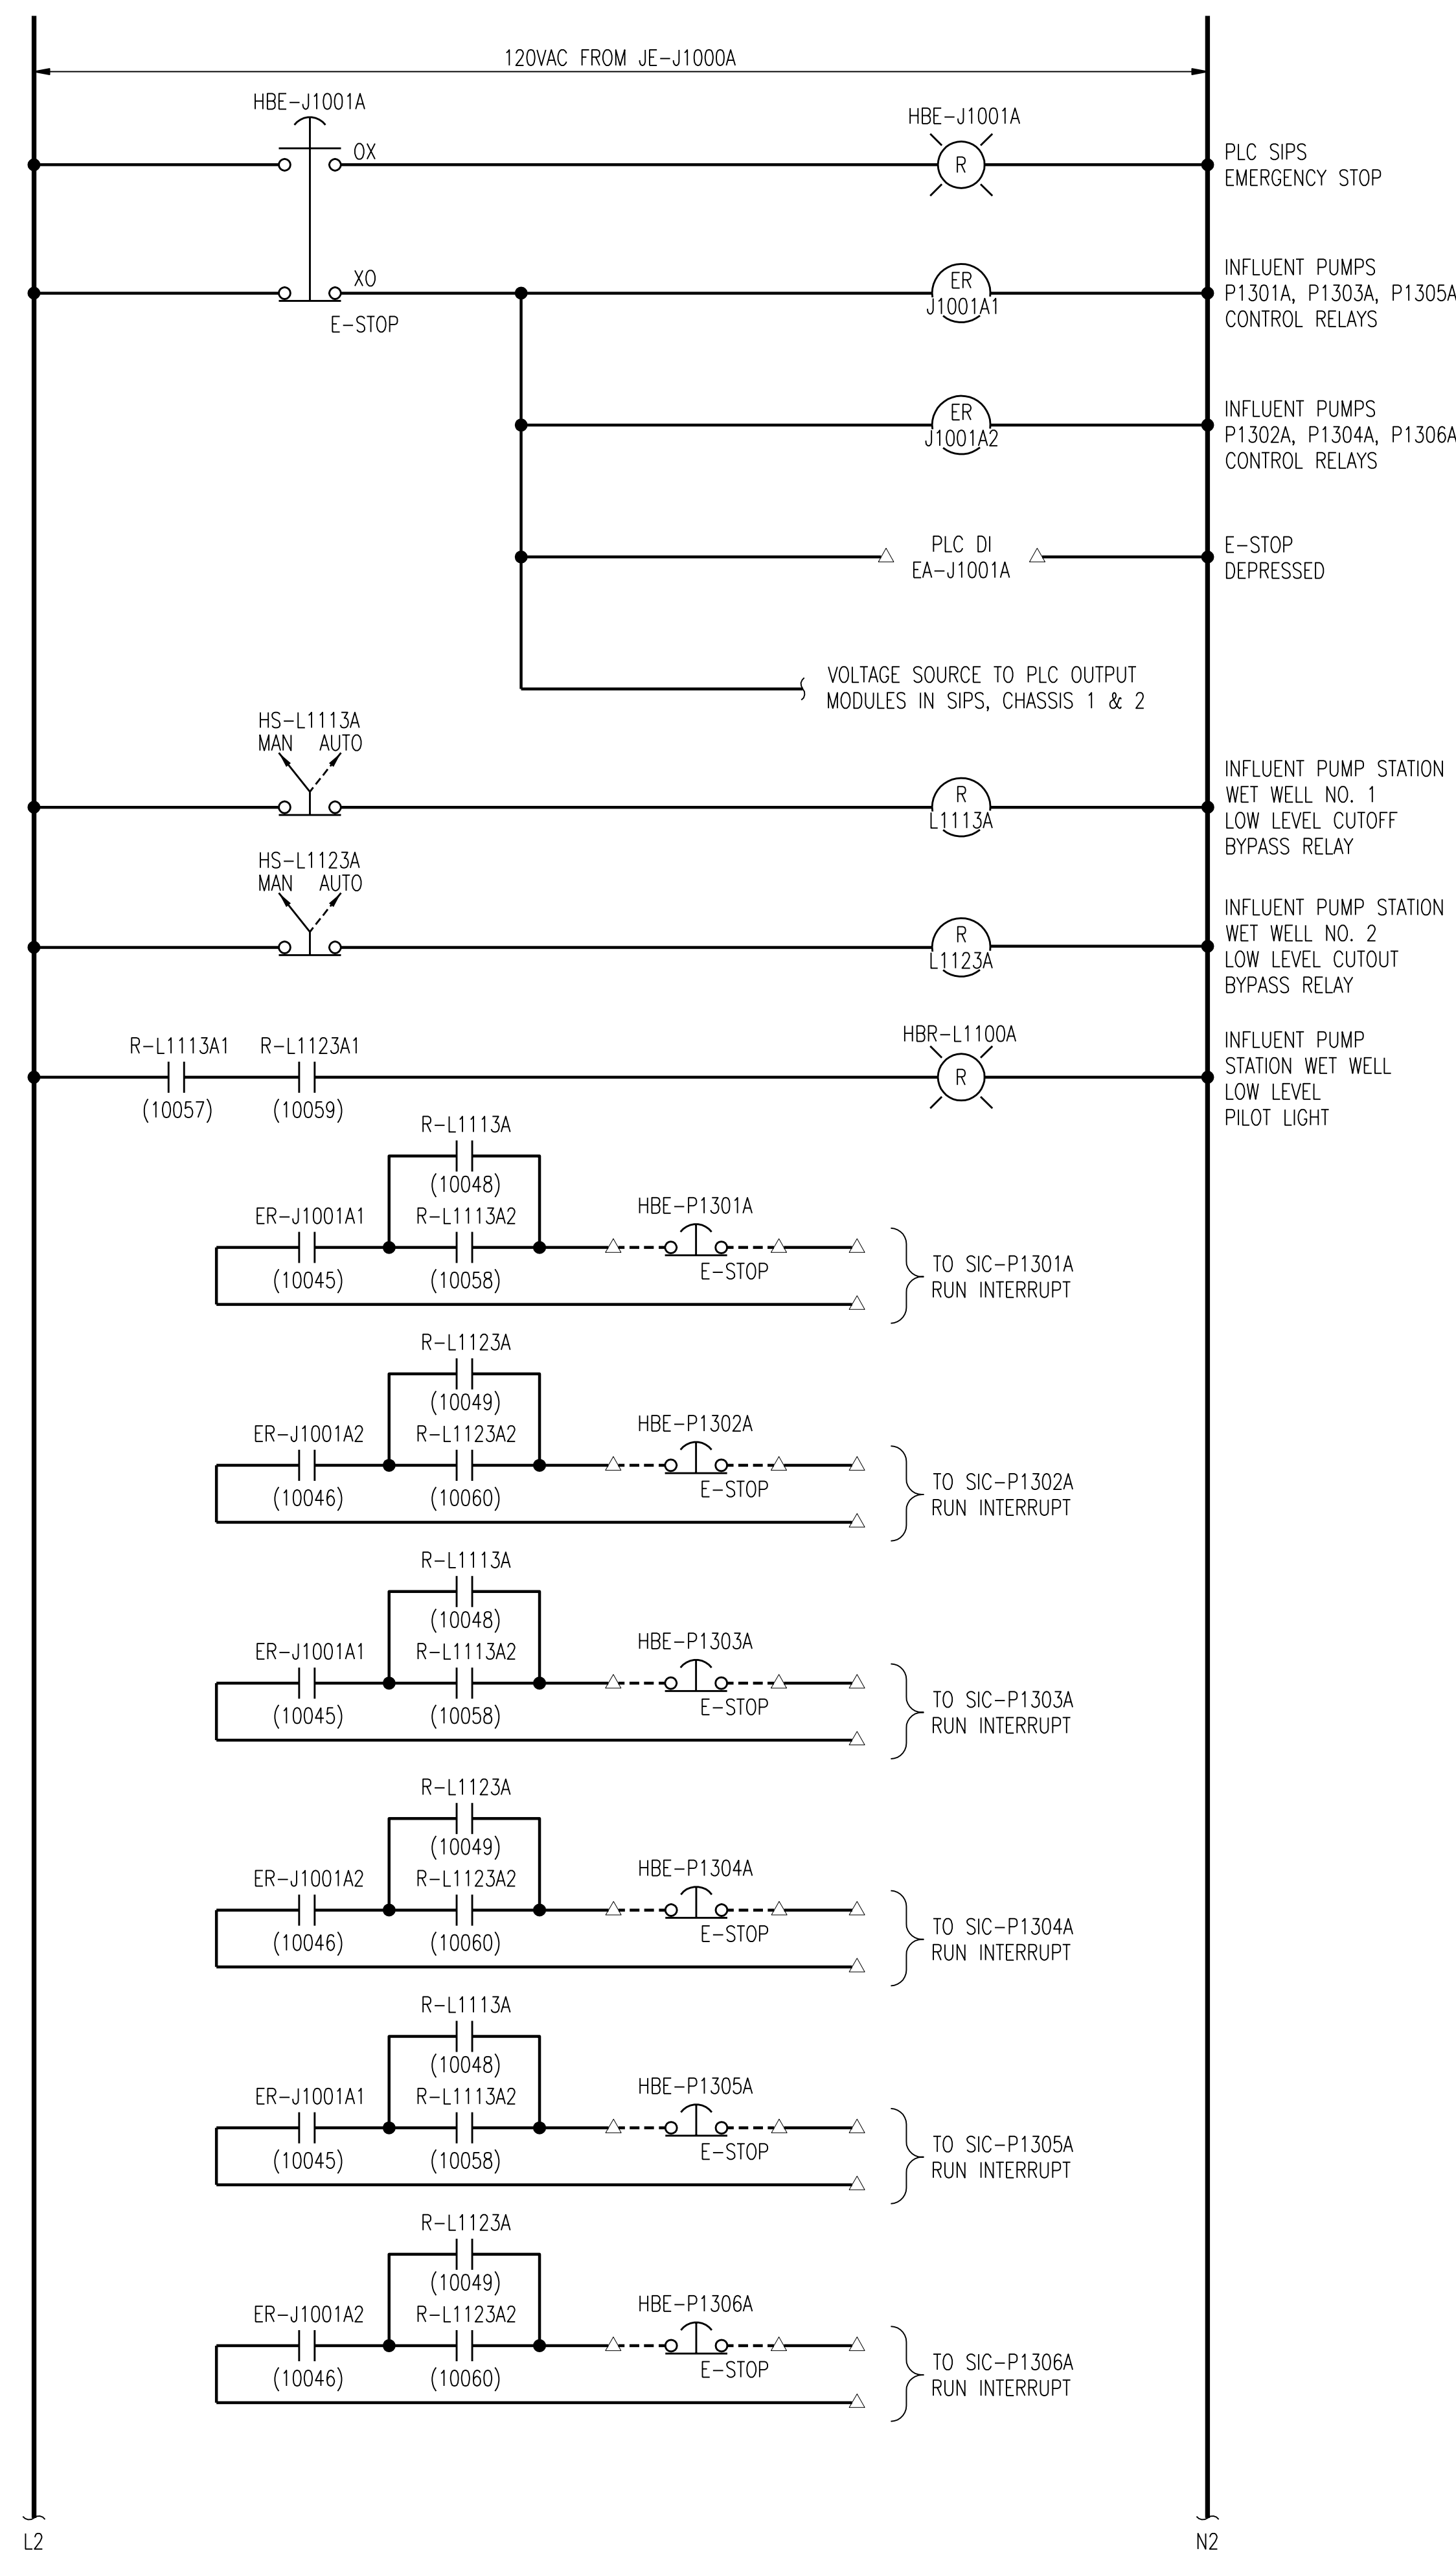 120VAC FROM JE-J1000A
HBE-J1001A
OX
HBE-J1001A
R
PLC SIPS
EMERGENCY STOP
XO
E-STOP
ER
J1001A1
INFLUENT PUMPS
P1301A, P1303A, P1305A
CONTROL RELAYS
ER
J1001A2
INFLUENT PUMPS
P1302A, P1304A, P1306A
CONTROL RELAYS
PLC DI
EA-J1001A
E-STOP
DEPRESSED
VOLTAGE SOURCE TO PLC OUTPUT
MODULES IN SIPS, CHASSIS 1 & 2
HS-L1113A
MAN AUTO
R
L1113A
INFLUENT PUMP STATION
WET WELL NO. 1
LOW LEVEL CUTOFF
BYPASS RELAY
HS-L1123A
MAN AUTO
R
L1123A
INFLUENT PUMP STATION
WET WELL NO. 2
LOW LEVEL CUTOUT
BYPASS RELAY
R-L1113A1
(10057)
R-L1123A1
(10059)
HBR-L1100A
R
INFLUENT PUMP
STATION WET WELL
LOW LEVEL
PILOT LIGHT
R-L1113A
(10048)
ER-J1001A1
(10045)
R-L1113A2
(10058)
HBE-P1301A
E-STOP
TO SIC-P1301A
RUN INTERRUPT
R-L1123A
(10049)
ER-J1001A2
(10046)
R-L1123A2
(10060)
HBE-P1302A
E-STOP
TO SIC-P1302A
RUN INTERRUPT
R-L1113A
(10048)
ER-J1001A1
(10045)
R-L1113A2
(10058)
HBE-P1303A
E-STOP
TO SIC-P1303A
RUN INTERRUPT
R-L1123A
(10049)
ER-J1001A2
(10046)
R-L1123A2
(10060)
HBE-P1304A
E-STOP
TO SIC-P1304A
RUN INTERRUPT
R-L1113A
(10048)
ER-J1001A1
(10045)
R-L1113A2
(10058)
HBE-P1305A
E-STOP
TO SIC-P1305A
RUN INTERRUPT
R-L1123A
(10049)
ER-J1001A2
(10046)
R-L1123A2
(10060)
HBE-P1306A
E-STOP
TO SIC-P1306A
RUN INTERRUPT
L2
N2